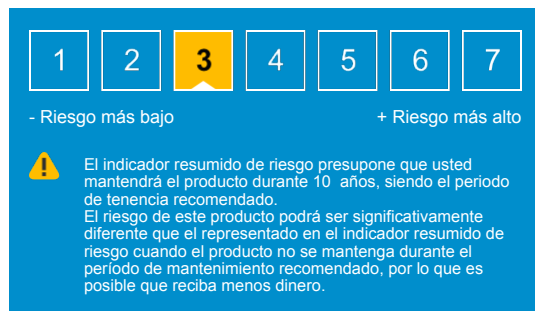 1 2 3 4 5 6 7
- Riesgo más bajo + Riesgo más alto
El indicador resumido de riesgo presupone que usted
mantendrá el producto durante 10 años, siendo el periodo
de tenencia recomendado.
El riesgo de este producto podrá ser significativamente
diferente que el representado en el indicador resumido de
riesgo cuando el producto no se mantenga durante el
período de mantenimiento recomendado, por lo que es
posible que reciba menos dinero.